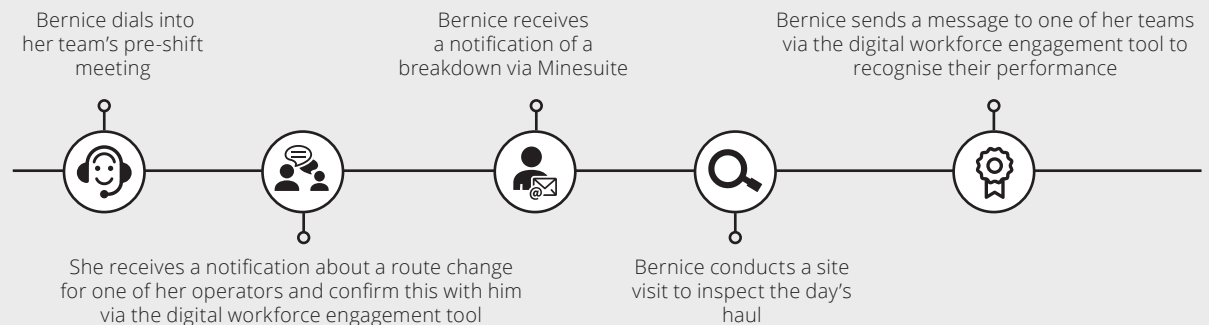 Bernice dials into
her team's pre-shift
meeting
She receives a notification about a route change
for one of her operators and confirm this with him
via the digital workforce engagement tool
Bernice receives
a notification of a
breakdown via Minesuite
Bernice conducts a site
visit to inspect the day's
haul
Bernice sends a message to one of her teams
via the digital workforce engagement tool to
recognise their performance